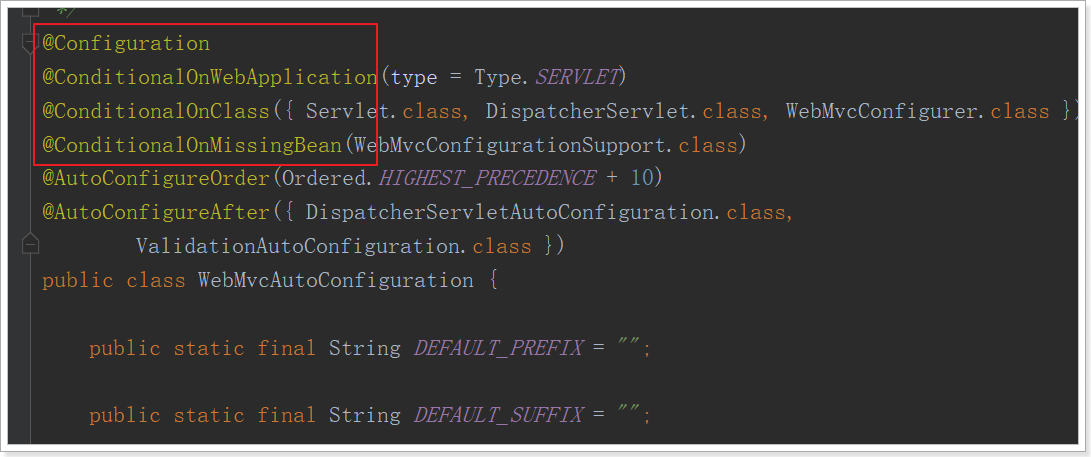 */
@Configuration
@ConditionalOnWebApplication(type = Type.SERVLET)
@ConditionalOnClass({ Servlet.class, DispatcherServlet.class, WebMvcConfigurer.class })
@ConditionalOnMissingBean(WebMvcConfigurationSupport.class)
@AutoConfigureOrder(Ordered.HIGHEST_PRECEDENCE + 10)
@AutoConfigureAfter({ DispatcherServletAutoConfiguration.class,
ValidationAutoConfiguration.class })
public class WebMvcAutoConfiguration {
public static final String DEFAULT_PREFIX = "";
public static final String DEFAULT_SUFFIX = "";